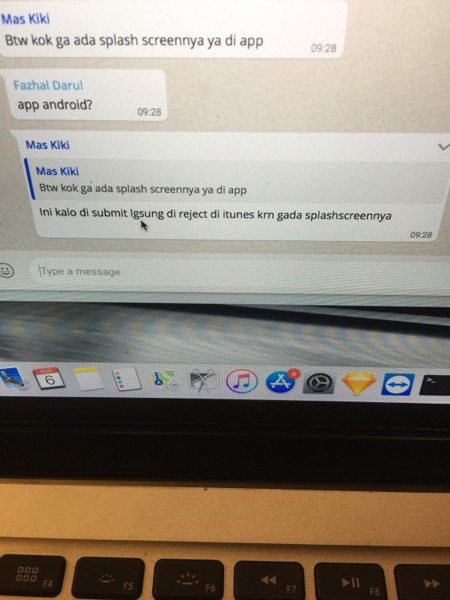 Mas Kiki
Btw kok ga ada splash screennya ya di app
09:28
Fazhal Darul
app android?
09:28
Mas Kiki
Mas Kiki
Btw kok ga ada splash screennya ya di app
Ini kalo di submit lgsung di reject di itunes krn gada splashscreennya
09:28
Type a message
6
F4
F5
F6
F7
F8